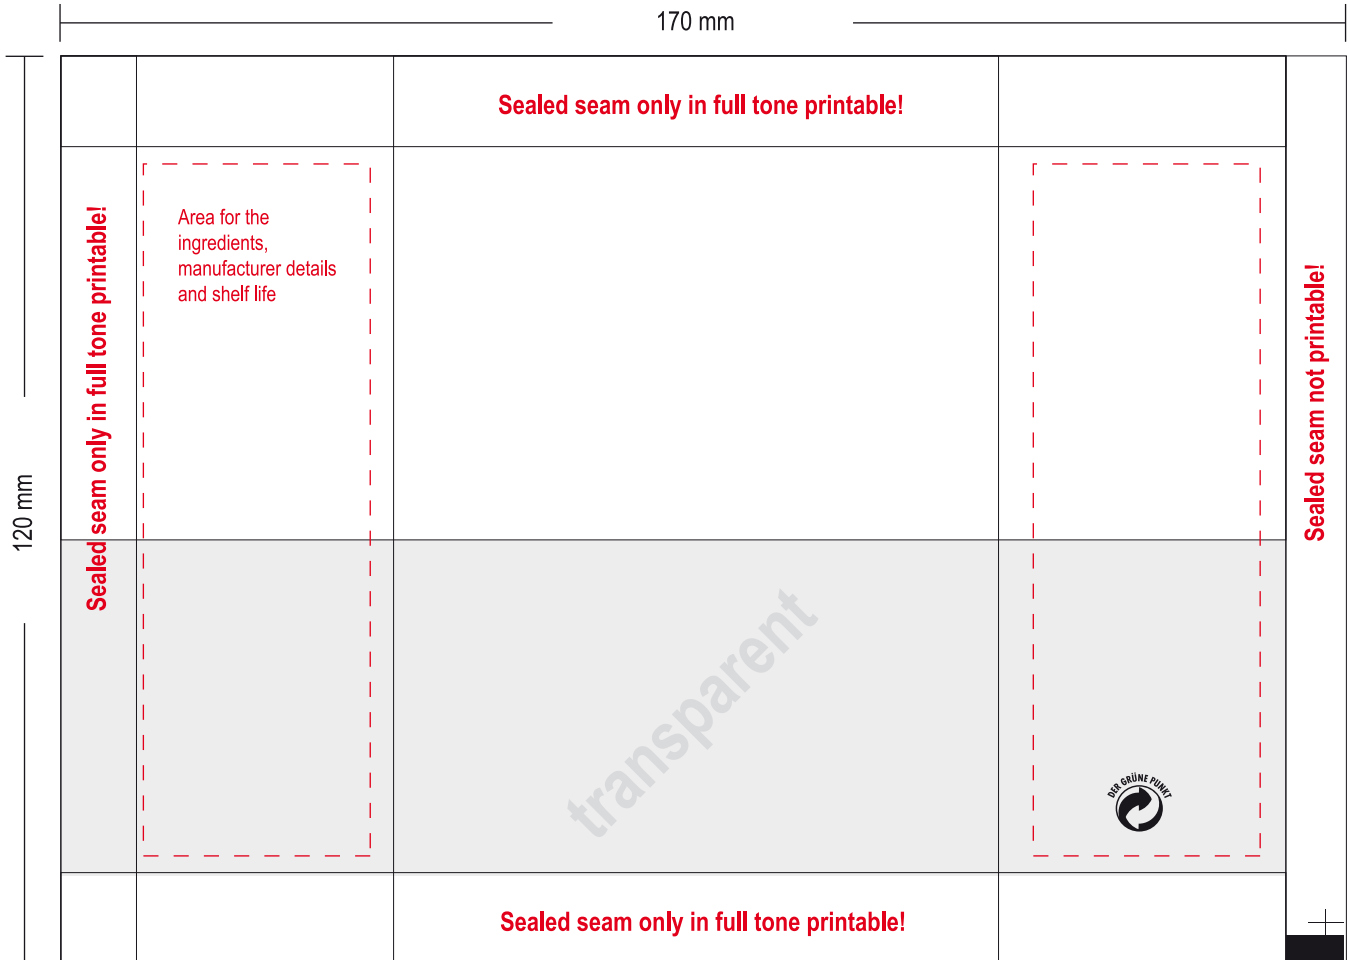 170 mm
Sealed seam only in full tone printable!
120 mm
Sealed seam only in full tone printable!
Area for the
ingredients,
manufacturer details
and shelf life
Sealed seam not printable!
transparent
DER GRÜNE PUNKT
Sealed seam only in full tone printable!